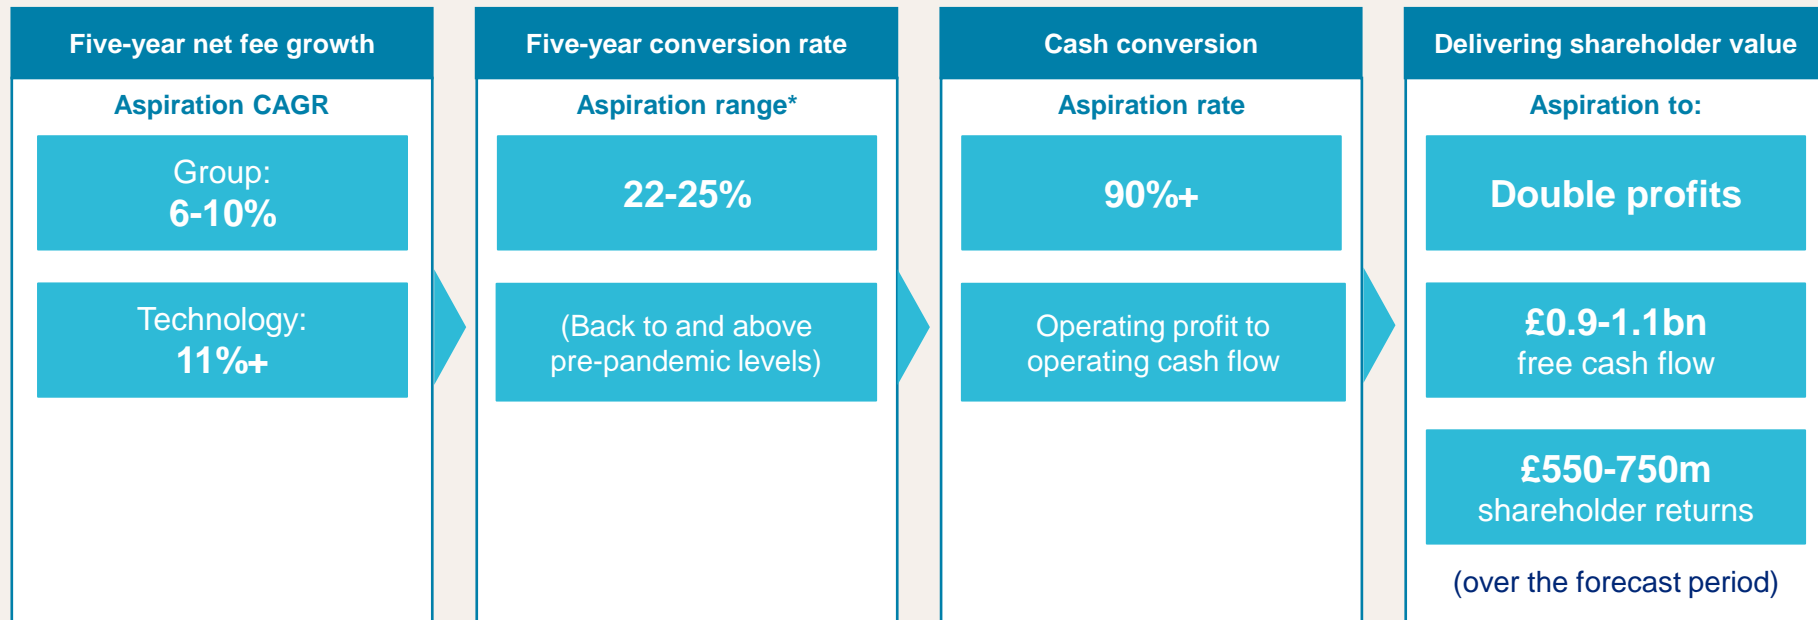 Five-year net fee growth
Aspiration CAGR
Group:
6-10%
Technology:
11%+
Five-year conversion rate
Aspiration range*
22-25%
(Back to and above
pre-pandemic levels)
Cash conversion
Aspiration rate
90%+
Operating profit to
operating cash flow
Delivering shareholder value
Aspiration to:
Double profits
£0.9-1.1bn
free cash flow
£550-750m
shareholder returns
(over the forecast period)